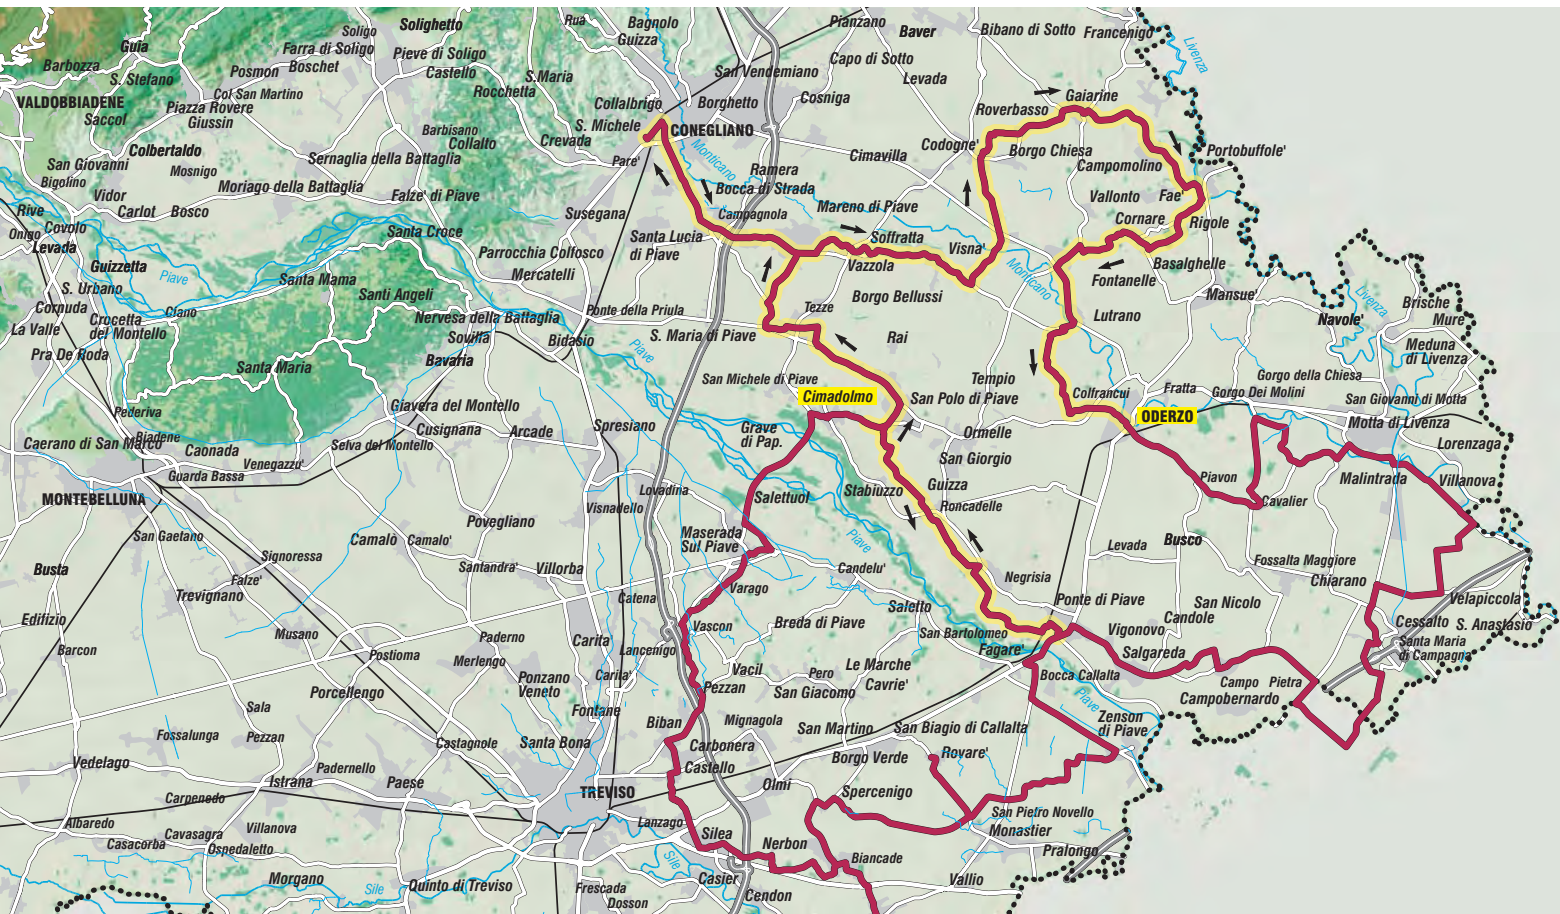 Rua
Bagnolo
Guizza
Pianzano
Baver
Bibano di Sotto
Francenigo
Livenza
Soligo
Solighetto
Guia
Farra di Soligo
Pieve di Soligo
Capo di Sotto
Barbozza
S. Stefano
Posmon
Boschet
Castello
S.Maria
San Vendemiano
Levada
Rocchetta
Col San Martino
VALDOBBIADENE
Saccol
Piazza Rovere
Giussin
Collalbrigo
Borghetto
Cosniga
Roverbasso
Gaiarine
S. Michele
CONEGLIANO
Barbisano
Collalto
Crevada
Colbertaldo
San Giovanni
Sernaglia della Battaglia
Pare'
Monticano
Ramera
Cimavilla
Codogne'
Borgo Chiesa
Portobuffole'
Campomolino
Bigolino
Mosnigo
Vidor
Moriago della Battaglia
Falze' di Piave
Bocca di Strada
Vallonto
Fae'
Rive
Carlot
Bosco
Susegana
Campagnola
Mareno di Piave
Cornare
Rigole
Onigo
Covolo
Levada
Santa Croce
Santa Lucia
di Piave
Soffratta
Visna'
Parrocchia Colfosco
Mercatelli
Guizzetta
Piave
Santa Mama
Vazzola
Monticano
Basalghelle
Fontanelle
S. Urbano
Santi Angeli
Borgo Bellussi
Mansue'
Livenza
Brische
Cornuda
Ciano
Nervesa della Battaglia
Ponte della Priula
Tezze
Lutrano
Navole'
Mure
Crocetta
del Montello
La Valle
Sovilla
Bidasio
S. Maria di Piave
Rai
Meduna
di Livenza
Pra De Roda
Santa Maria
Bavaria
Piave
San Michele di Piave
Tempio
Gorgo della Chiesa
Cimadolmo
San Polo di Piave
Colfrancui
Fratta
Gorgo Dei Molini
San Giovanni di Motta
Pederiva
Giavera del Montello
ODERZO
Motta di Livenza
Caerano di San Marco
Biadene
Caonada
Selva del Montello
Cusignana
Arcade
Spresiano
Grave
di Pap.
Ormelle
Lorenzaga
Venegazzu'
Guarda Bassa
San Giorgio
MONTEBELLUNA
Lovadina
Salettuol
Stabiuzzo
Guizza
Piavon
Malintrada
Villanova
Visnadello
Roncadelle
Cavalier
Povegliano
San Gaetano
Camalò
Camalo'
Maserada
Sul Piave
Piave
Levada
Busco
Signoressa
Busta
Santandra'
Villorba
Candelu'
Negrisia
Fossalta Maggiore
Chiarano
Falze'
Trevignano
Catena
Varago
Saletto
Ponte di Piave
San Nicolo
Velapiccola
Edifizio
Musano
Paderno
Carita
Vascon
Breda di Piave
San Bartolomeo
Vigonovo
Candole
Cessalto
S. Anastasio
Barcon
Postioma
Merlengo
Lancenigo
Fagare'
Salgareda
Santa Maria
di Campagna
Vacil
Pero
Le Marche
Cavrie'
Bocca Callalta
Porcellengo
Ponzano
Veneto
Carila'
Pezzan
San Giacomo
Piave
Campo
Pietra
Campobernardo
Sala
Fontane
Biban
Mignagola
San Martino
San Biagio di Callalta
Zenson
di Piave
Fossalunga
Pezzan
Castagnole
Santa Bona
Carbonera
Borgo Verde
Rovare'
Vedelago
Padernello
Castello
Istrana
Paese
Olmi
Carpenedo
TREVISO
Spercenigo
Albaredo
Villanova
Lanzago
San Pietro Novello
Cavasagra
Casacorba
Osnedaletto
Silea
Nerbon
Monastier
Pralongo
Sile
Biancade
Morgano
Sile
Quinto di Treviso
Casier
Vallio
Frescada
Dosson
Cendon